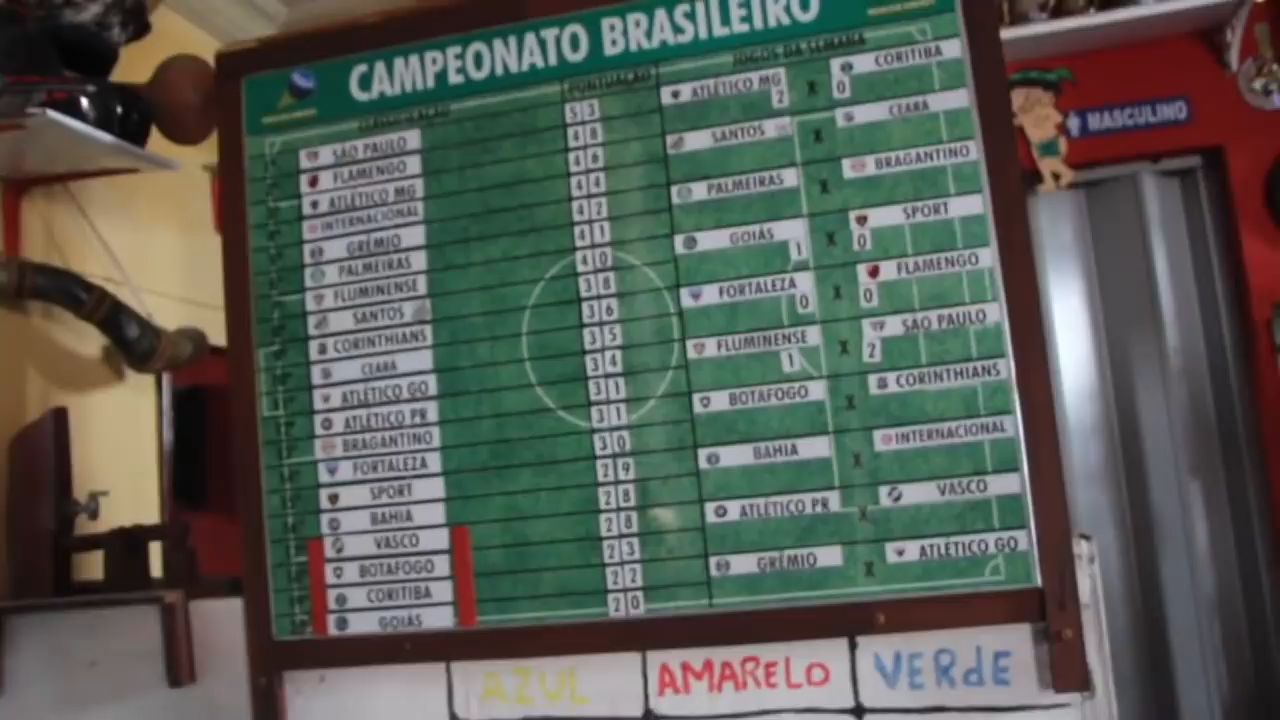 CAMPEONATO BRASILEIRO
PONTUAÇÃO
JOGOS DA SEMANA
SÃO PAULO 53
FLAMENGO 48
ATLÉTICO MG 46
INTERNACIONAL 44
GRÊMIO 42
PALMEIRAS 41
FLUMINENSE 40
SANTOS 38
CORINTHIANS 36
CEARÁ 35
ATLÉTICO GO 34
ATLÉTICO PR 31
BRAGANTINO 31
FORTALEZA 30
SPORT 29
BAHIA 28
VASCO 28
BOTAFOGO 23
CORITIBA 22
GOIÁS 20
ATLÉTICO MG 2 X 0 CORITIBA
SANTOS X CEARÁ
PALMEIRAS X BRAGANTINO
GOIÁS 1 X 0 SPORT
FORTALEZA 0 X 0 FLAMENGO
FLUMINENSE 1 X 2 SÃO PAULO
BOTAFOGO X CORINTHIANS
BAHIA X INTERNACIONAL
ATLÉTICO PR X VASCO
GRÊMIO X ATLÉTICO GO
MASCULINO
AZUL AMARELO VERdE